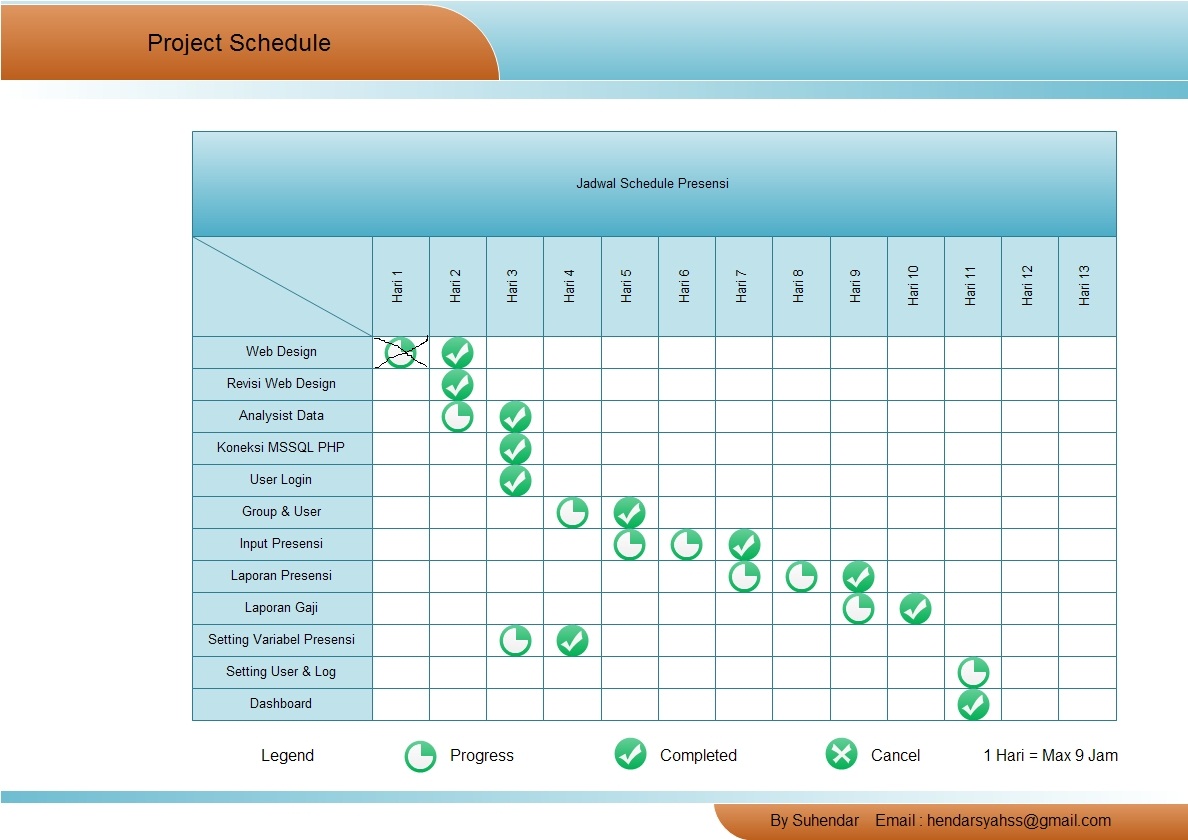 Project Schedule
Jadwal Schedule Presensi
Hari 1
Hari 2
Hari 3
Hari 4
Hari 5
Hari 6
Hari 7
Hari 8
Hari 9
Hari 10
Hari 11
Hari 12
Hari 13
Web Design
Revisi Web Design
Analysist Data
Koneksi MSSQL PHP
User Login
Group & User
Input Presensi
Laporan Presensi
Laporan Gaji
Setting Variabel Presensi
Setting User & Log
Dashboard
Legend Progress Completed Cancel 1 Hari = Max 9 Jam
By Suhendar Email : hendarsyahss@gmail.com